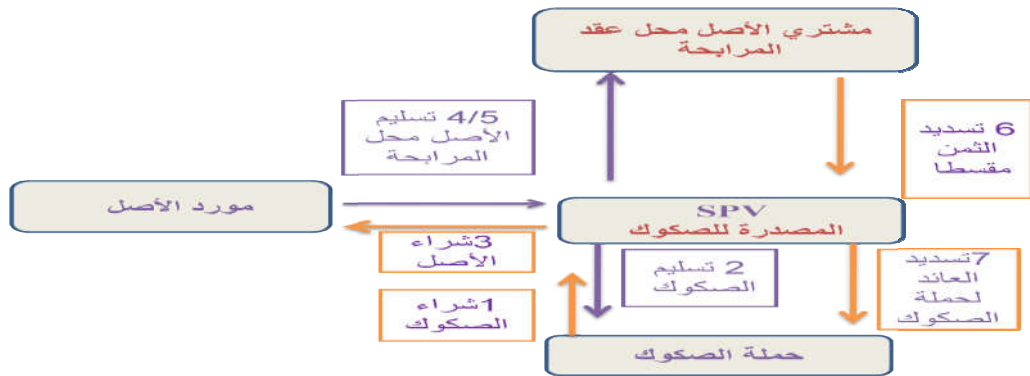 مشتري الأصل محل عقد
المرابحة
4/5 تسليم
الأصل محل
المرابحة
6 تسديد
الثمن
مقسطا
مورد الأصل
SPV
المصدرة للصكوك
3شراء
الأصل
2 تسليم
الصكوك
7تسديد
العائد
لحملة
الصكوك
1شراء
الصكوك
حملة الصكوك